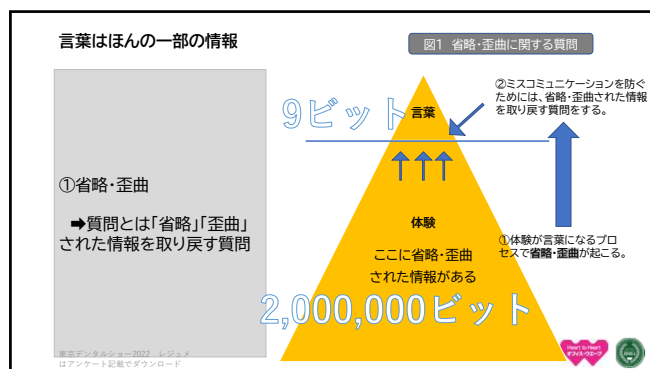 言葉はほんの一部の情報
図1 省略・歪曲に関する質問
①省略・歪曲
➡質問とは「省略」「歪曲」
された情報を取り戻す質問
東京デンタルショー2022 レジュメ
はアンケート記載でダウンロード
9ビット
言葉
体験
ここに省略・歪曲
された情報がある
2,000,000ビット
②ミスコミュニケーションを防ぐ
ためには、省略・歪曲された情報
を取り戻す質問をする。
①体験が言葉になるプロ
セスで省略・歪曲が起こる。
Heart to Heart
オフィス・ウエーブ